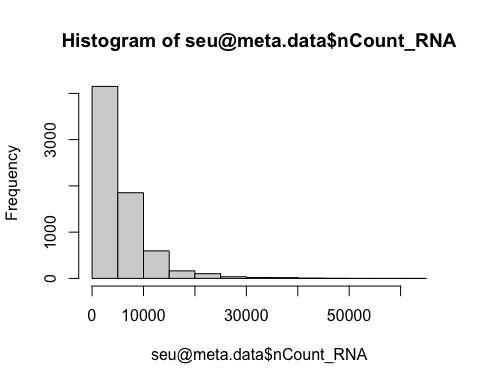 Histogram of seu@meta.data$nCount_RNA
Frequency
3000
1000
0
0 10000 30000 50000
seu@meta.data$nCount_RNA